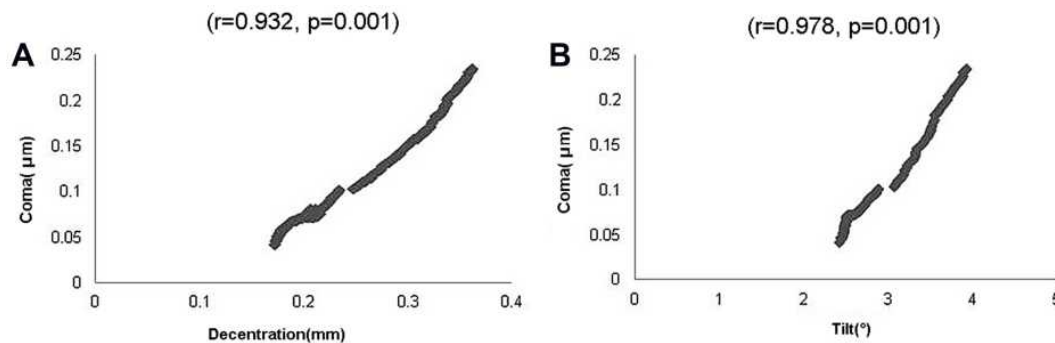 (r=0.932, p=0.001)
A
0.25
0.2
0.15
0.1
0.05
0
Coma( µm)
0
0.1
0.2
0.3
0.4
Decentration(mm)
(r=0.978, p=0.001)
B
0.25
0.2
0.15
0.1
0.05
0
Coma( µm)
0
1
2
3
4
5
Tilt(°)